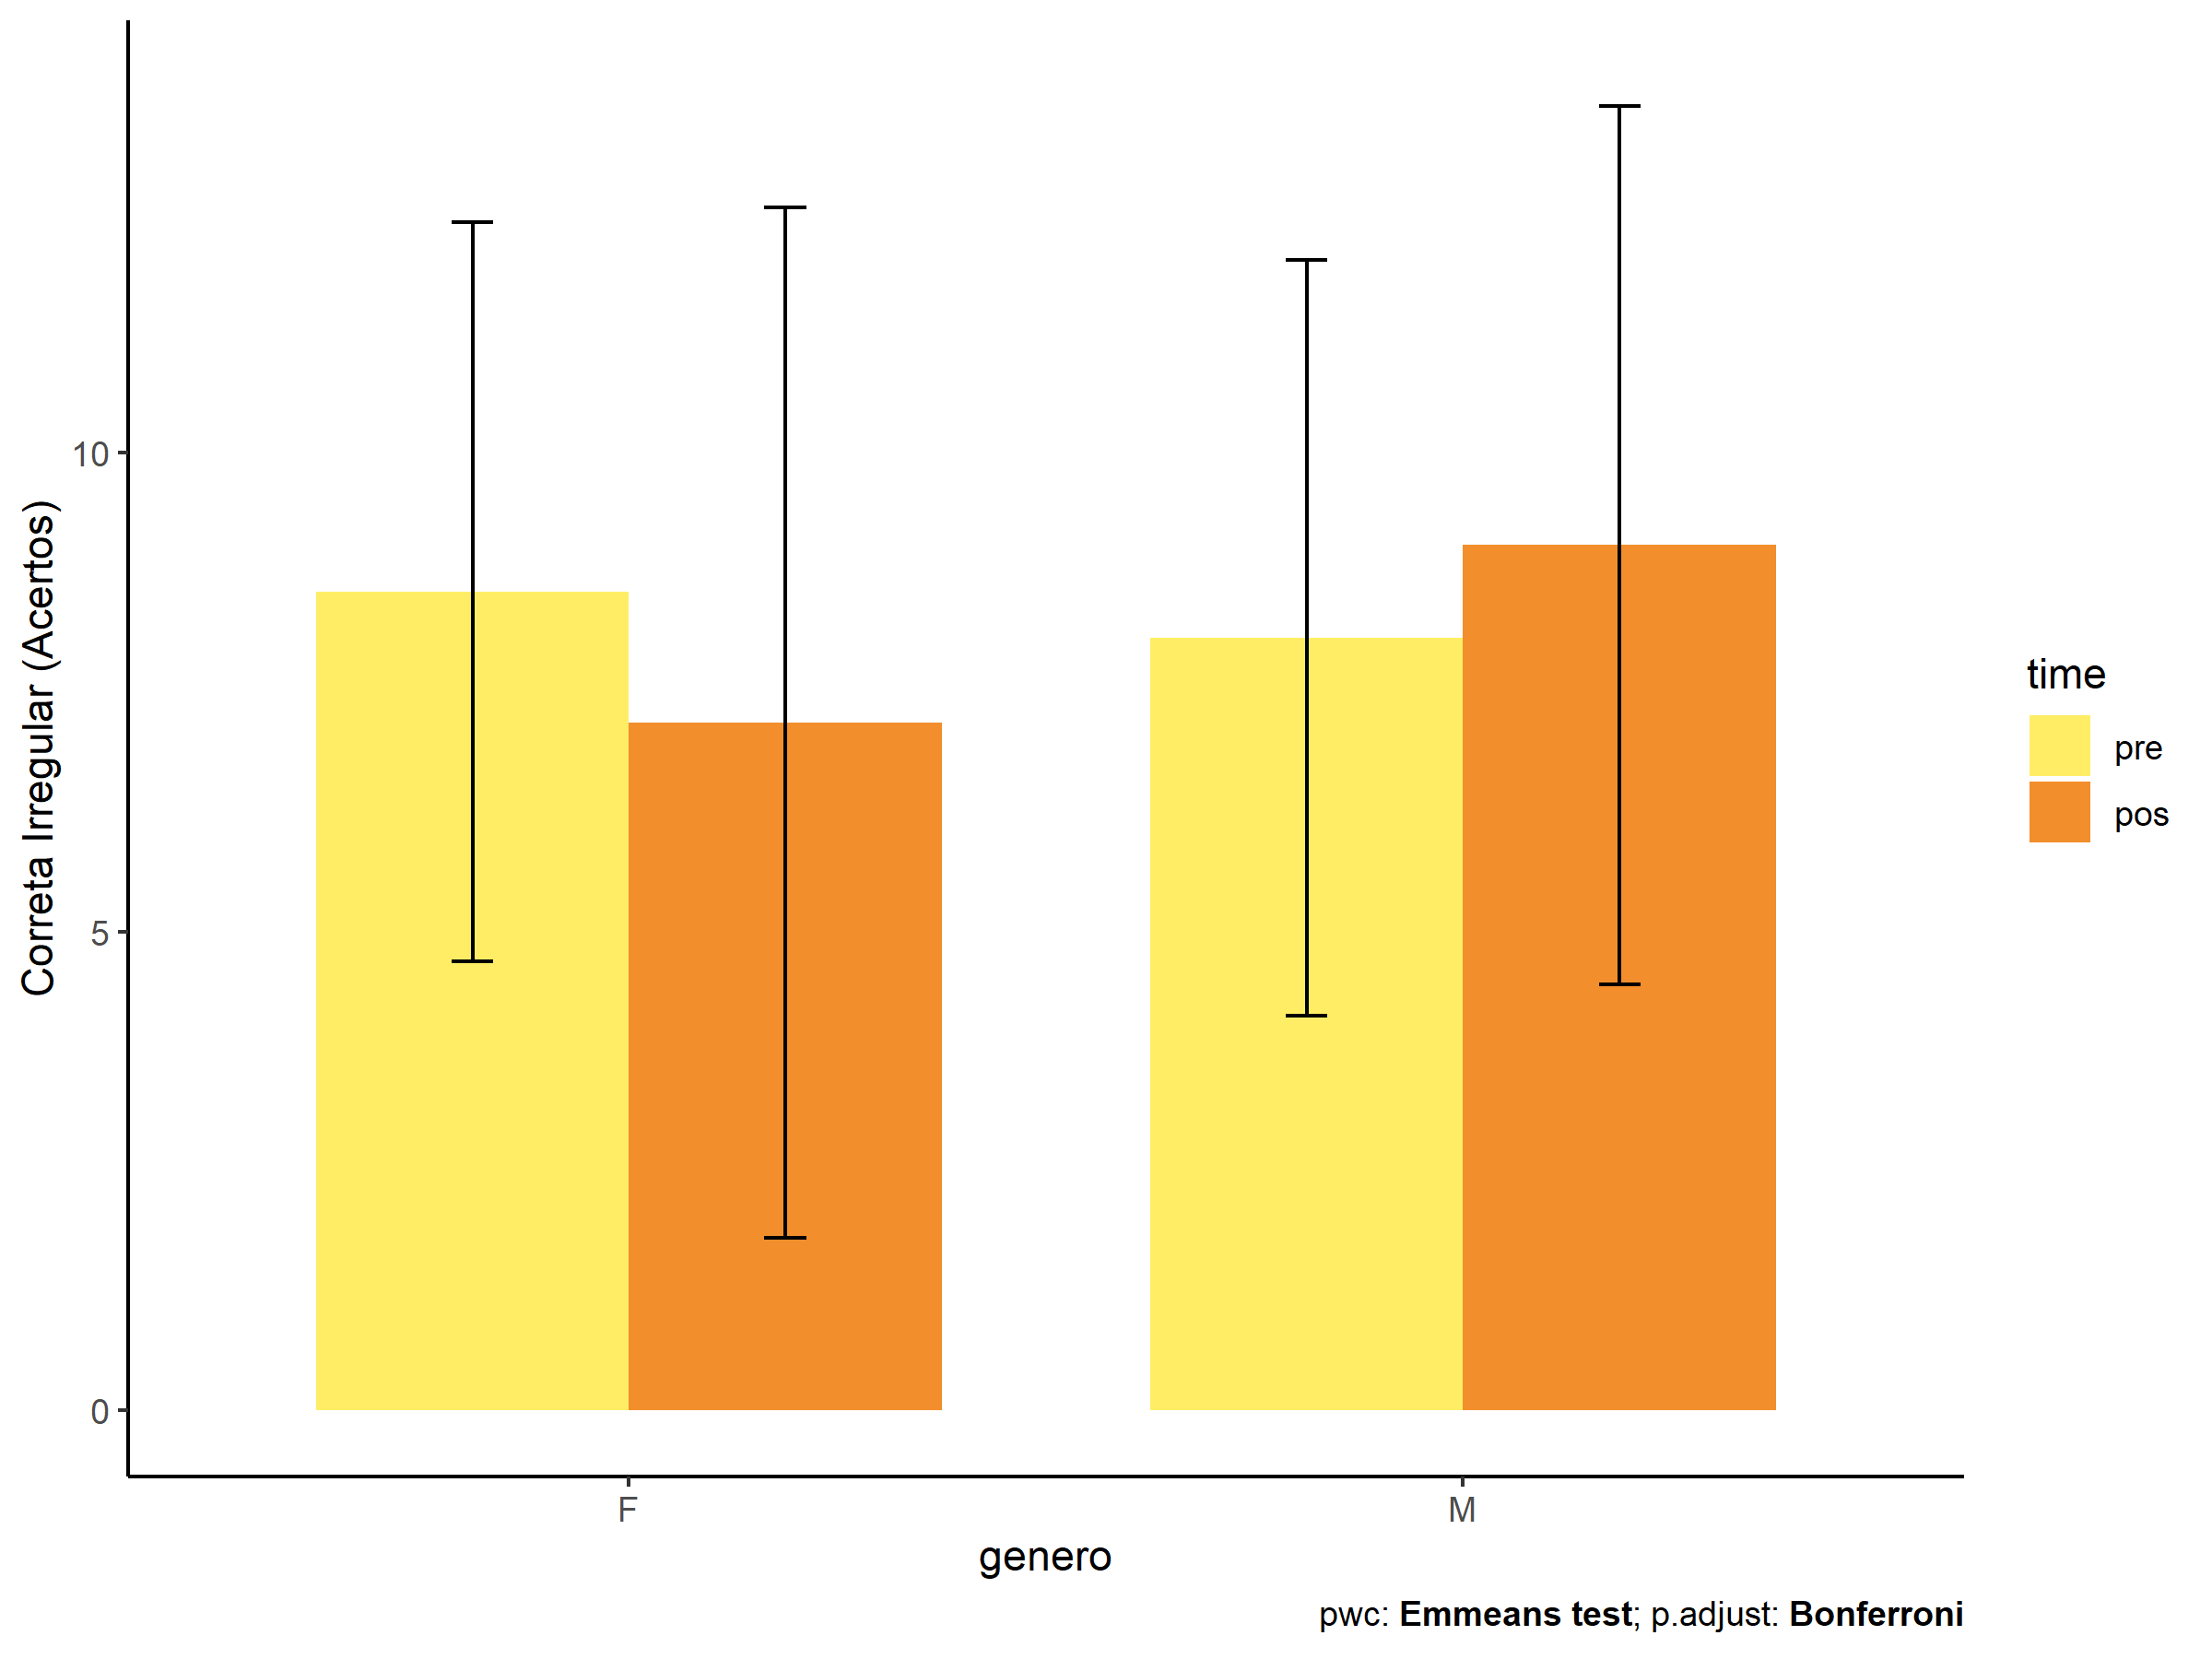 Correta Irregular (Acertos)
10
5
0
F
M
genero
time
pre
pos
pwc: Emmeans test; p.adjust: Bonferroni